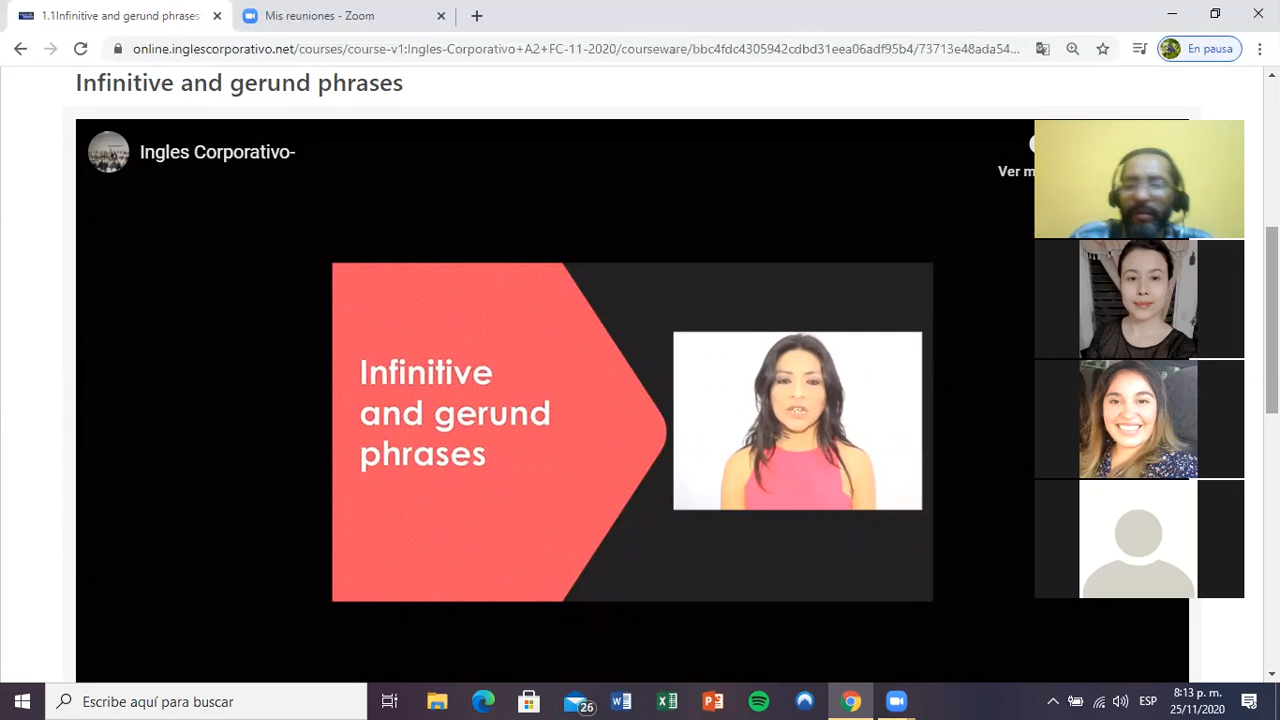 1.1Infinitive and gerund phrases
Mis reuniones - Zoom
online.inglescorporativo.net/courses/course-v1:Ingles-Corporativo+A2+FC-11-2020/courseware/bbc4fdc4305942cdbd31eea06adf95b4/73713e48ada54...
En pausa
Infinitive and gerund phrases
Ingles Corporativo-
Ver m
Infinitive
and gerund
phrases
Escribe aquí para buscar
26
ESP
8:13 p. m.
25/11/2020